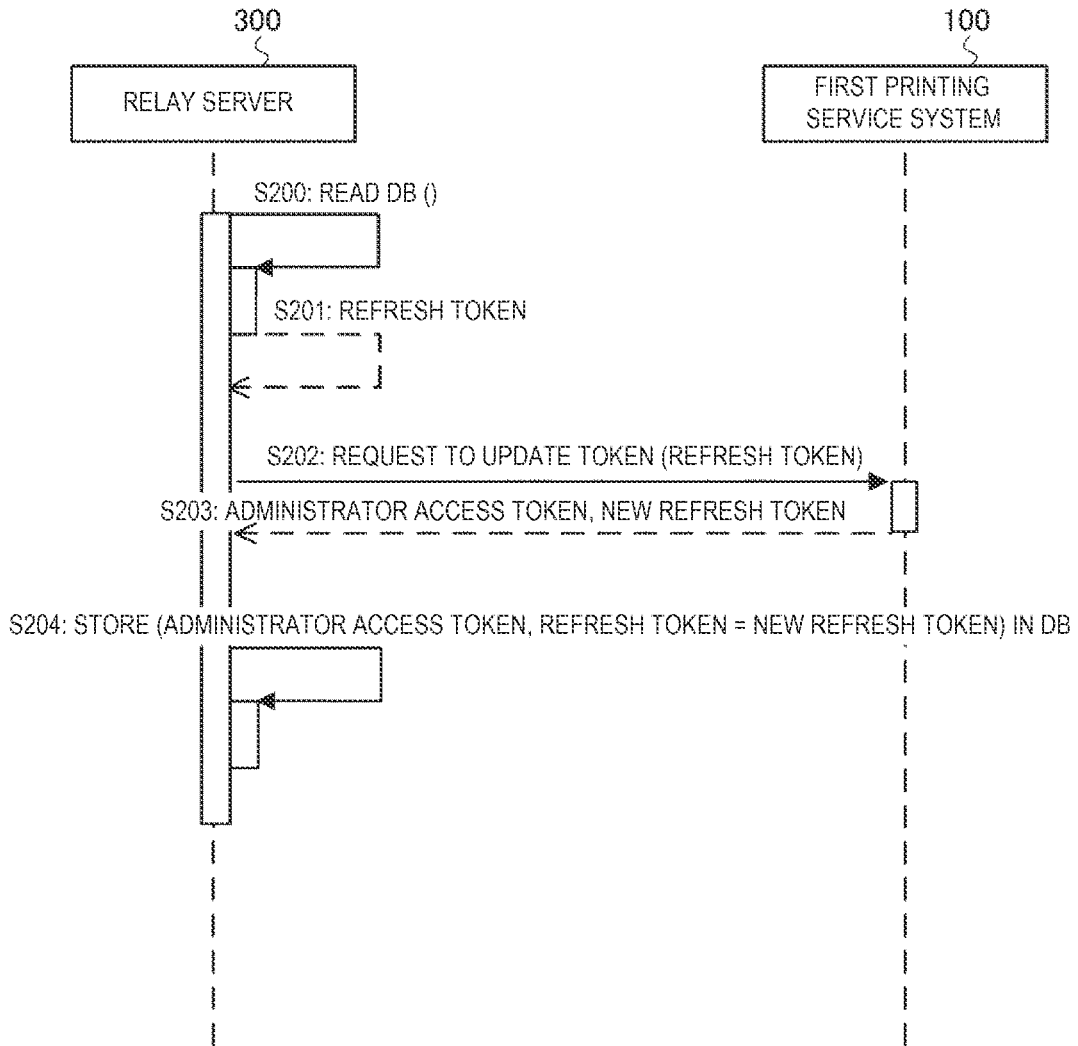 300
100
RELAY SERVER
FIRST PRINTING
SERVICE SYSTEM
S200: READ DB ()
S201: REFRESH TOKEN
S202: REQUEST TO UPDATE TOKEN (REFRESH TOKEN)
S203: ADMINISTRATOR ACCESS TOKEN, NEW REFRESH TOKEN
S204: STORE (ADMINISTRATOR ACCESS TOKEN, REFRESH TOKEN = NEW REFRESH TOKEN) IN DB